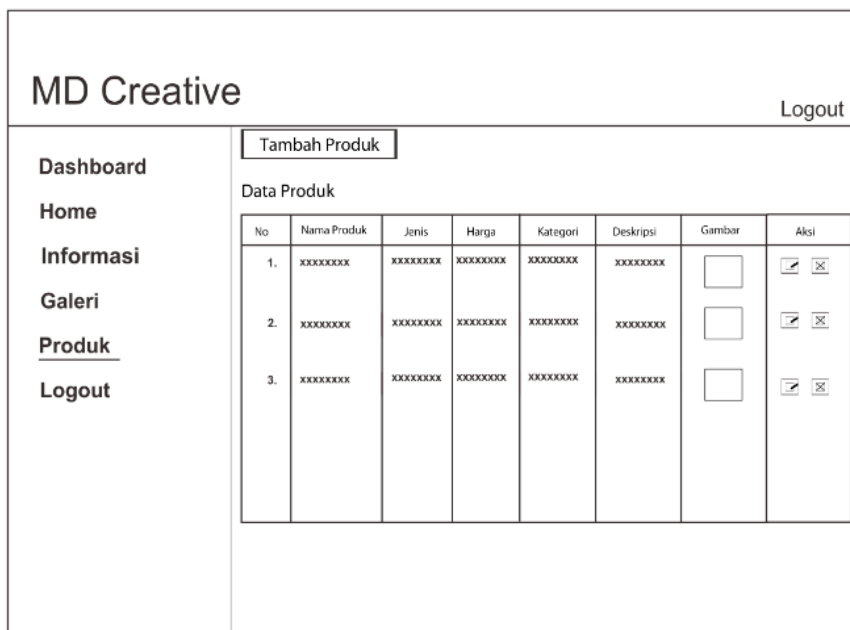 MD Creative
Logout
Dashboard
Home
Informasi
Galeri
Produk
Logout
Tambah Produk
Data Produk
No Nama Produk Jenis Harga Kategori Deskripsi Gambar Aksi
1. xxxxxxxx xxxxxxxx xxxxxxxx xxxxxxxx xxxxxxxx
2. xxxxxxxx xxxxxxxx xxxxxxxx xxxxxxxx xxxxxxxx
3. xxxxxxxx xxxxxxxx xxxxxxxx xxxxxxxx xxxxxxxx